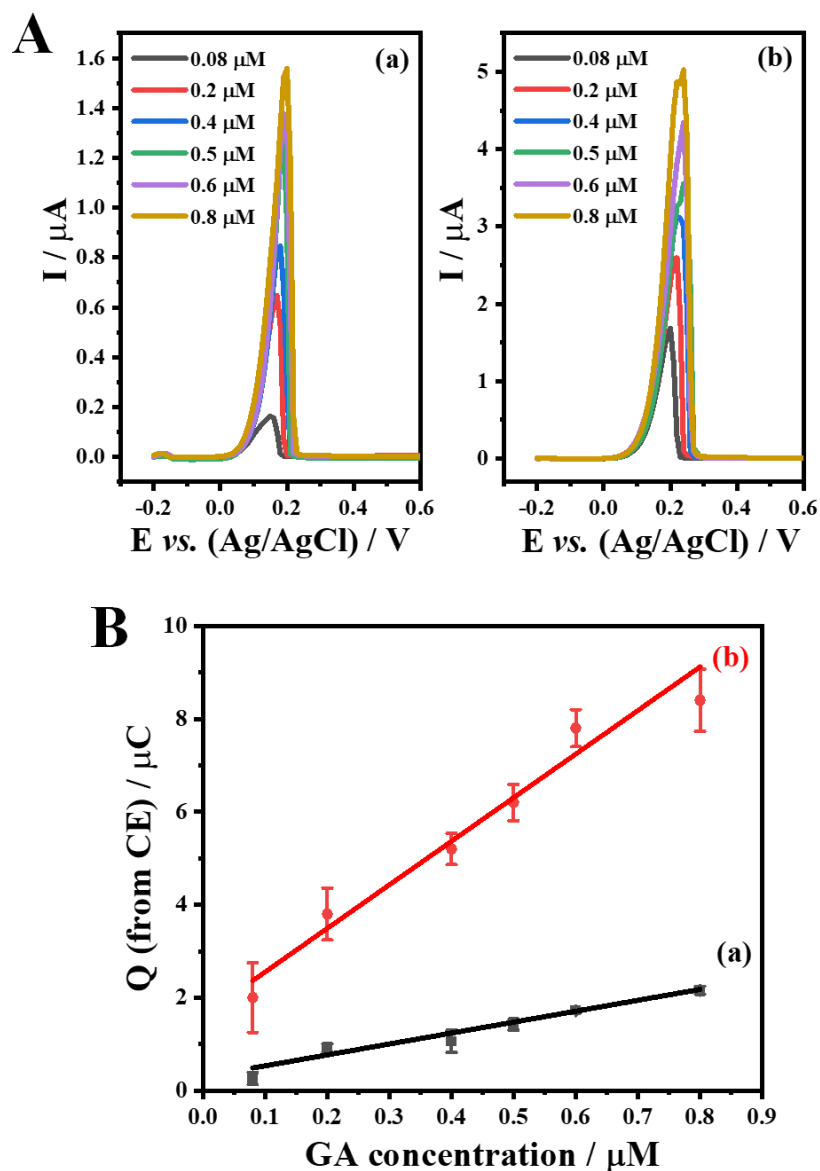 A
(a)
0.08 μM
0.2 μM
0.4 μM
0.5 μM
0.6 μM
0.8 μM
I / μA
1.6
1.4
1.2
1.0
0.8
0.6
0.4
0.2
0.0
-0.2 0.0 0.2 0.4 0.6
E vs. (Ag/AgCl) / V
(b)
0.08 μM
0.2 μM
0.4 μM
0.5 μM
0.6 μM
0.8 μM
I / μA
5
4
3
2
1
0
-0.2 0.0 0.2 0.4 0.6
E vs. (Ag/AgCl) / V
B
(b)
(a)
Q (from CE) / μC
10
8
6
4
2
0
0.0 0.1 0.2 0.3 0.4 0.5 0.6 0.7 0.8 0.9
GA concentration / μM